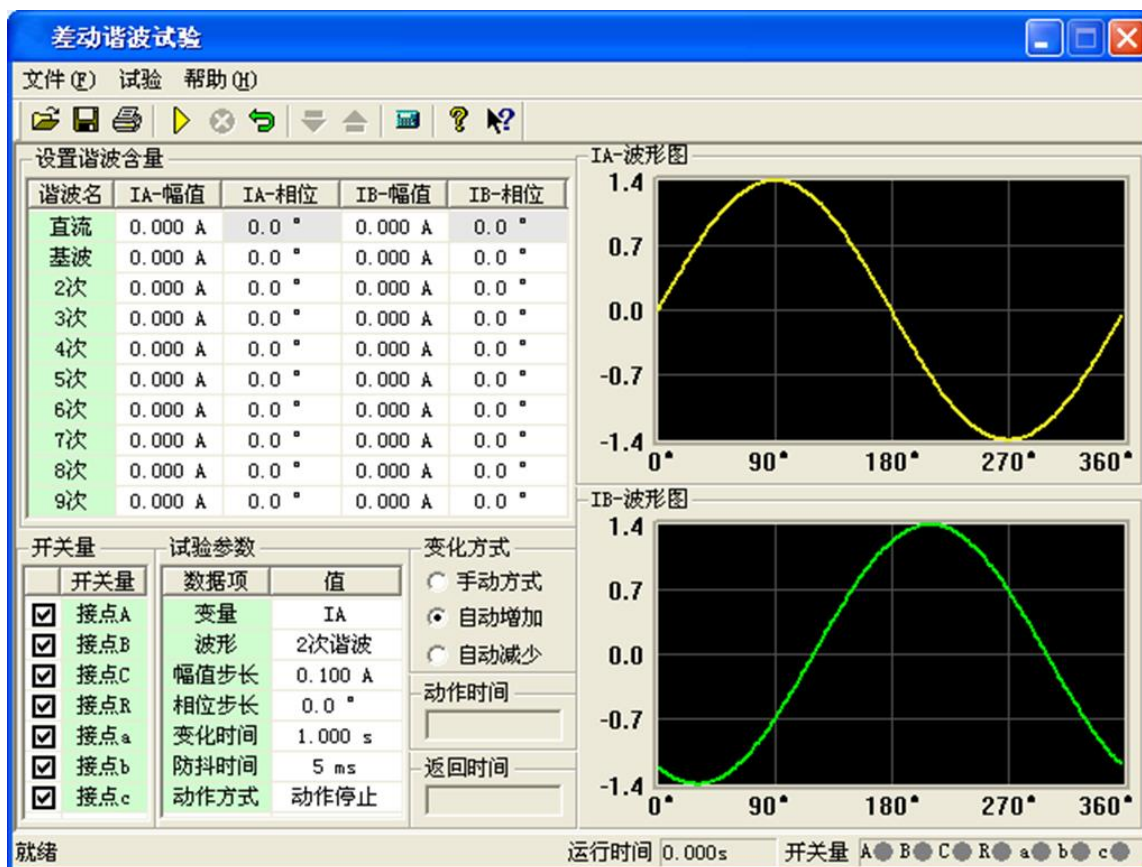 差动谐波试验
文件(F) 试验 帮助(H)
设置谐波含量
谐波名 IA-幅值 IA-相位 IB-幅值 IB-相位
直流 0.000 A 0.0 ° 0.000 A 0.0 °
基波 0.000 A 0.0 ° 0.000 A 0.0 °
2次 0.000 A 0.0 ° 0.000 A 0.0 °
3次 0.000 A 0.0 ° 0.000 A 0.0 °
4次 0.000 A 0.0 ° 0.000 A 0.0 °
5次 0.000 A 0.0 ° 0.000 A 0.0 °
6次 0.000 A 0.0 ° 0.000 A 0.0 °
7次 0.000 A 0.0 ° 0.000 A 0.0 °
8次 0.000 A 0.0 ° 0.000 A 0.0 °
9次 0.000 A 0.0 ° 0.000 A 0.0 °
IA-波形图
1.4
0.7
0.0
-0.7
-1.4
0° 90° 180° 270° 360°
IB-波形图
1.4
0.7
0.0
-0.7
-1.4
0° 90° 180° 270° 360°
开关量
开关量
接点A
接点B
接点C
接点R
接点a
接点b
接点c
试验参数
数据项 值
变量 IA
波形 2次谐波
幅值步长 0.100 A
相位步长 0.0 °
变化时间 1.000 s
防抖时间 5 ms
动作方式 动作停止
变化方式
手动方式
自动增加
自动减少
动作时间
返回时间
就绪 运行时间 0.000s 开关量 A B C R a b c